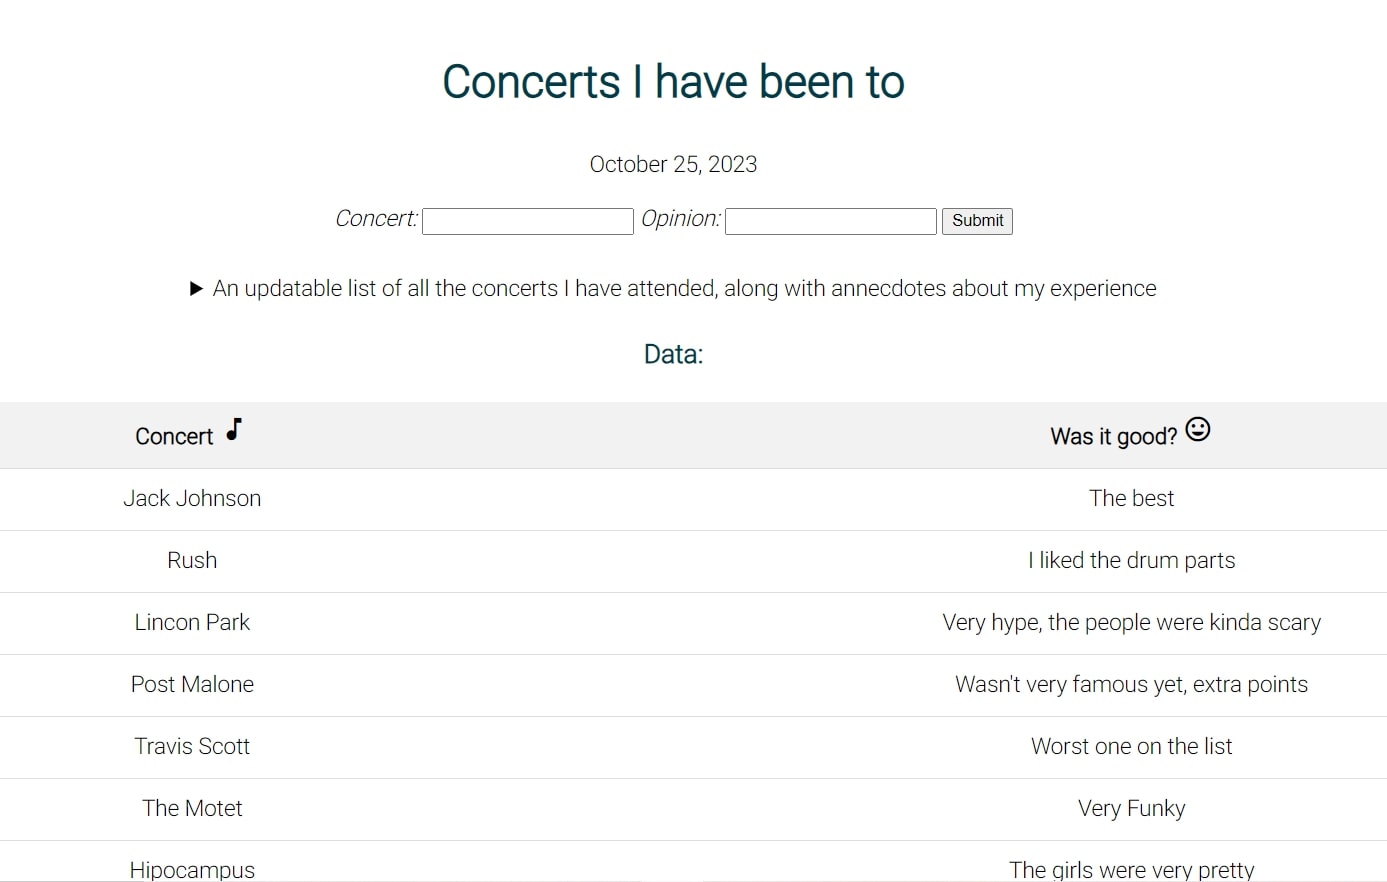 Concerts I have been to
October 25, 2023
Concert: Opinion: Submit
An updatable list of all the concerts I have attended, along with annecdotes about my experience
Data:
Concert Was it good?
Jack Johnson The best
Rush I liked the drum parts
Lincon Park Very hype, the people were kinda scary
Post Malone Wasn't very famous yet, extra points
Travis Scott Worst one on the list
The Motet Very Funky
Hipocampus The girls were very pretty